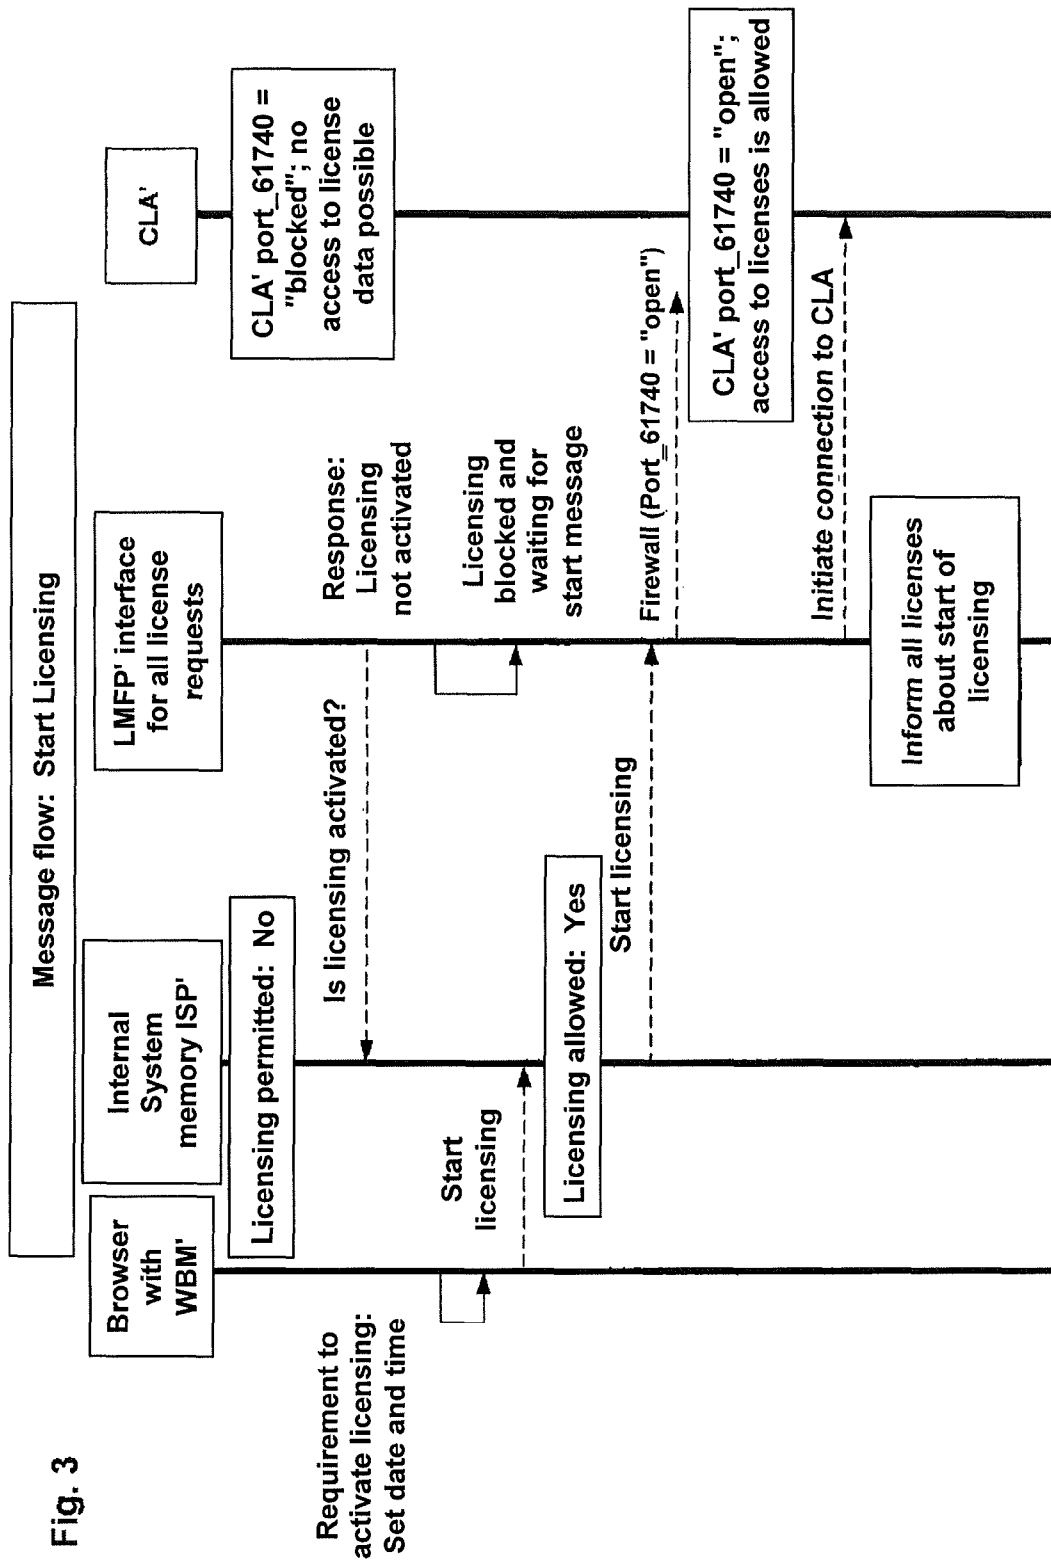 Fig. 3
Message flow: Start Licensing
Browser
with
WBM'
Internal
System
memory ISP'
LMFP' interface
for all license
requests
CLA'
Licensing permitted: No
CLA' port_61740 =
"blocked"; no
access to license
data possible
Requirement to
activate licensing:
Set date and time
Is licensing activated?
Response:
Licensing
not activated
Start
licensing
Licensing
blocked and
waiting for
start message
Licensing allowed: Yes
Start licensing
Firewall (Port_61740 = "open")
CLA' port_61740 = "open";
access to licenses is allowed
Initiate connection to CLA
Inform all licenses
about start of
licensing